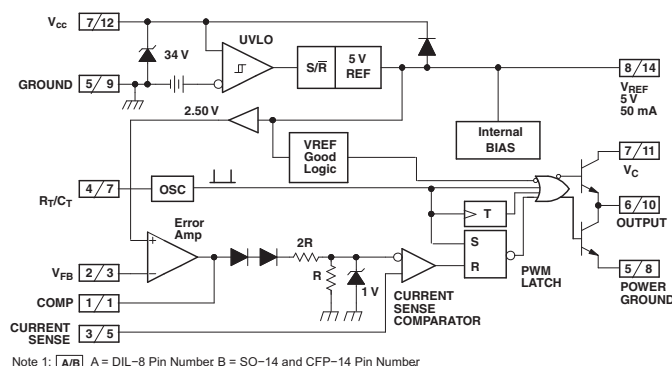 Vcc 7/12
UVLO
34 V
S/R
5 V
REF
GROUND 5/9
8/14
VREF
5 V
50 mA
2.50 V
Internal
BIAS
VREF
Good
Logic
7/11
VC
RT/CT 4/7
OSC
T
6/10
OUTPUT
Error
Amp
+
−
2R
R
1 V
S
R
PWM
LATCH
VFB 2/3
5/8
POWER
GROUND
COMP 1/1
CURRENT
SENSE
COMPARATOR
CURRENT
SENSE 3/5
Note 1: A/B A = DIL−8 Pin Number. B = SO−14 and CFP−14 Pin Number